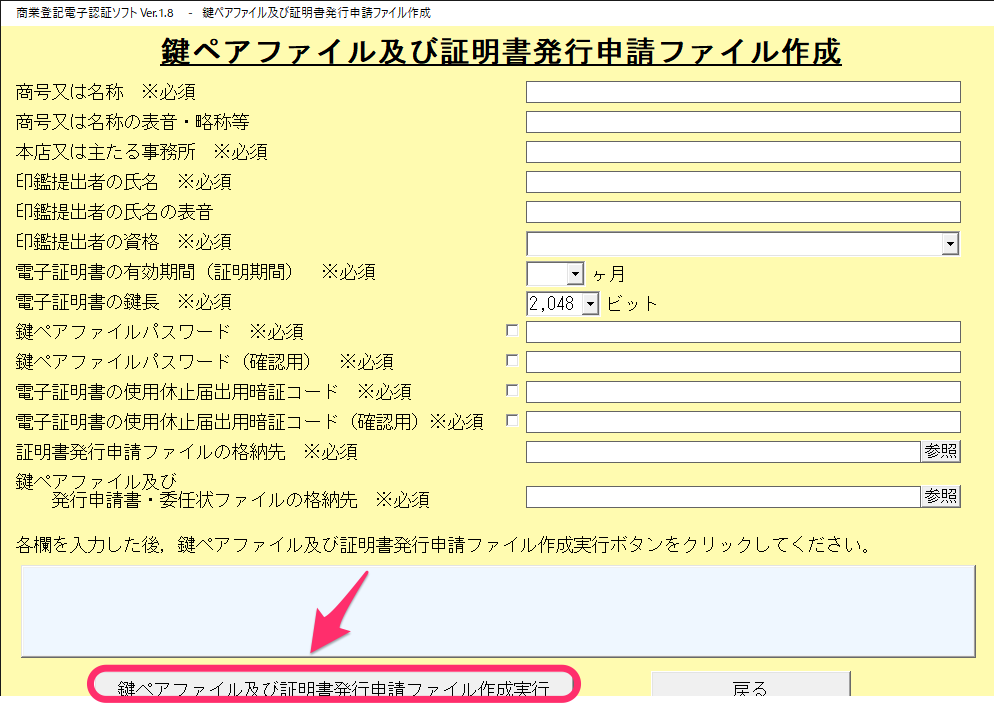 商業登記電子認証ソフト Ver.1.8 - 鍵ペアファイル及び証明書発行申請ファイル作成
鍵ペアファイル及び証明書発行申請ファイル作成
商号又は名称 ※必須
商号又は名称の表音・略称等
本店又は主たる事務所 ※必須
印鑑提出者の氏名 ※必須
印鑑提出者の氏名の表音
印鑑提出者の資格 ※必須
電子証明書の有効期間（証明期間） ※必須 ヶ月
電子証明書の鍵長 ※必須 2,048 ビット
鍵ペアファイルパスワード ※必須
鍵ペアファイルパスワード（確認用） ※必須
電子証明書の使用休止届出用暗証コード ※必須
電子証明書の使用休止届出用暗証コード（確認用）※必須
証明書発行申請ファイルの格納先 ※必須 参照
鍵ペアファイル及び
発行申請書・委任状ファイルの格納先 ※必須 参照
各欄を入力した後，鍵ペアファイル及び証明書発行申請ファイル作成実行ボタンをクリックしてください。
鍵ペアファイル及び証明書発行申請ファイル作成実行 戻る